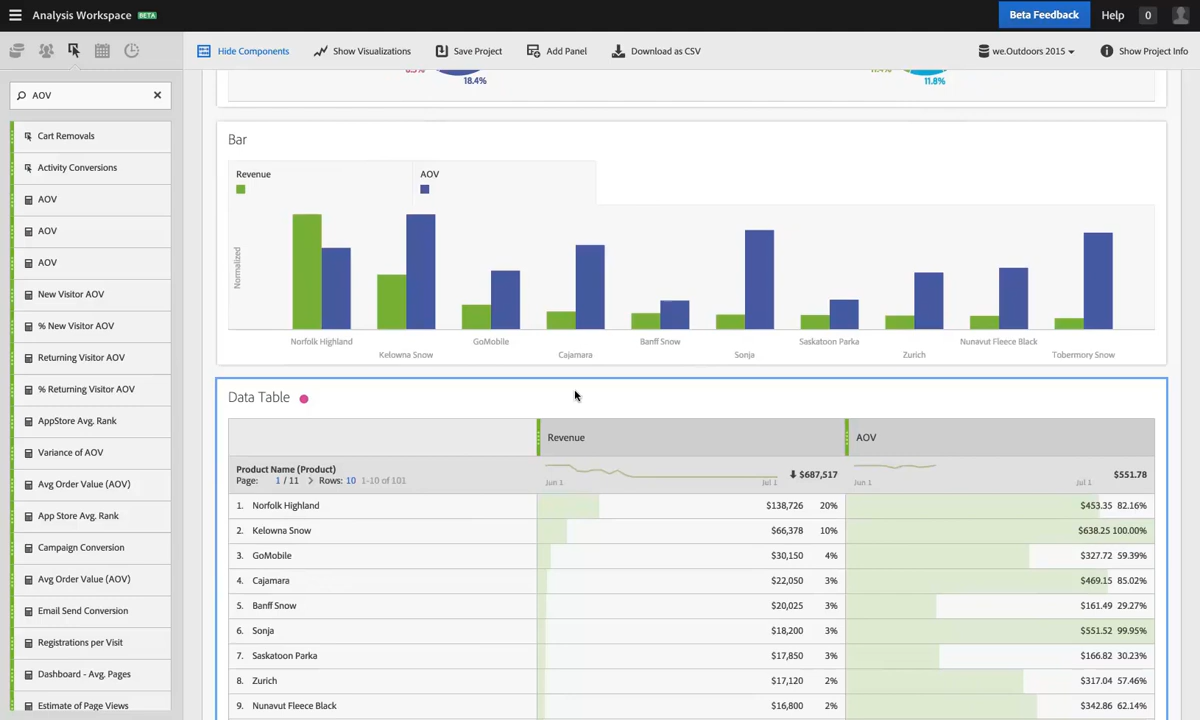 Analysis Workspace BETA
Beta Feedback Help 0
Hide Components Show Visualizations Save Project Add Panel Download as CSV we.Outdoors 2015 Show Project Info
AOV
Cart Removals
Activity Conversions
AOV
AOV
AOV
New Visitor AOV
% New Visitor AOV
Returning Visitor AOV
% Returning Visitor AOV
AppStore Avg. Rank
Variance of AOV
Avg Order Value (AOV)
App Store Avg. Rank
Campaign Conversion
Avg Order Value (AOV)
Email Send Conversion
Registrations per Visit
Dashboard - Avg. Pages
Estimate of Page Views
18.4%
11.8%
Bar
Revenue AOV
Normalized
Norfolk Highland
Kelowna Snow
GoMobile
Cajamara
Banff Snow
Sonja
Saskatoon Parka
Zurich
Nunavut Fleece Black
Tobermory Snow
Data Table
Revenue AOV
Product Name (Product)
Page: 1 / 11 > Rows: 10 1-10 of 101
Jun 1 Jul 1 $687,517
Jun 1 Jul 1 $551.78
1. Norfolk Highland $138,726 20% $453.35 82.16%
2. Kelowna Snow $66,378 10% $638.25 100.00%
3. GoMobile $30,150 4% $327.72 59.39%
4. Cajamara $22,050 3% $469.15 85.02%
5. Banff Snow $20,025 3% $161.49 29.27%
6. Sonja $18,200 3% $551.52 99.95%
7. Saskatoon Parka $17,850 3% $166.82 30.23%
8. Zurich $17,120 2% $317.04 57.46%
9. Nunavut Fleece Black $16,800 2% $342.86 62.14%